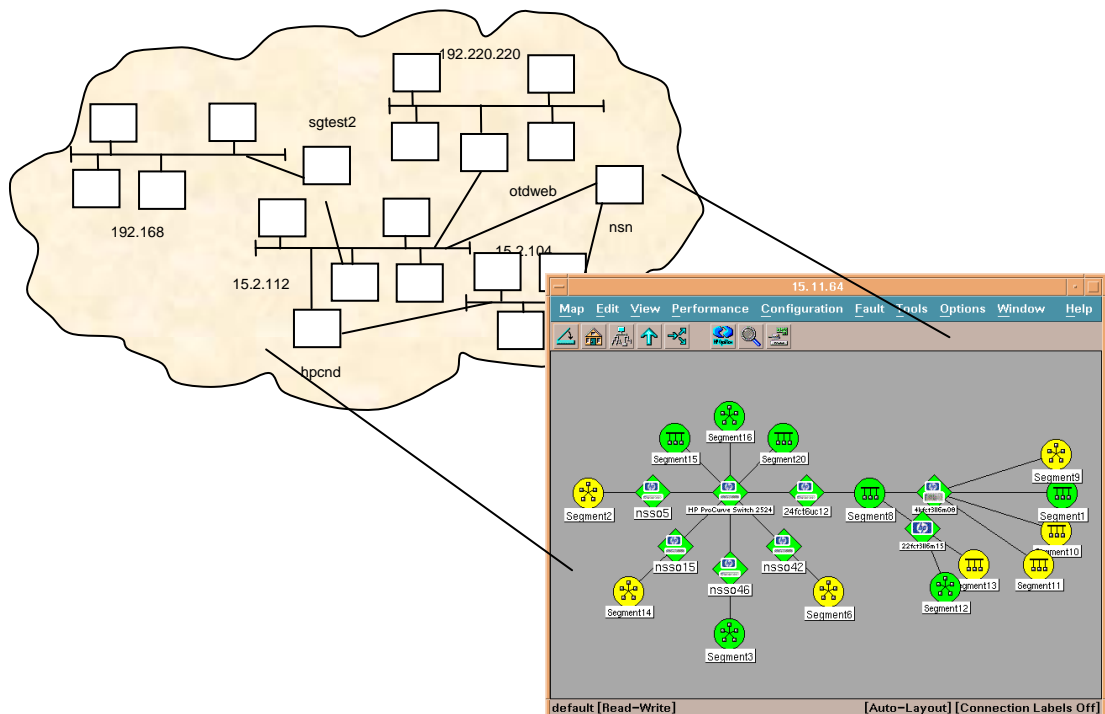 192.220.220
sgtest2
otdweb
192.168
nsn
15.2.104
15.2.112
hpcnd
15.11.64
Map Edit View Performance Configuration Fault Tools Options Window Help
Segment16
Segment15
Segment20
Segment9
Segment2
nsso5
HP ProCurve Switch 2524
24fct6uc12
Segment8
Segment1
Segment10
nsso15
nsso42
Segment13
Segment11
nsso46
Segment14
Segment6
Segment12
Segment3
default [Read-Write] [Auto-Layout] [Connection Labels Off]